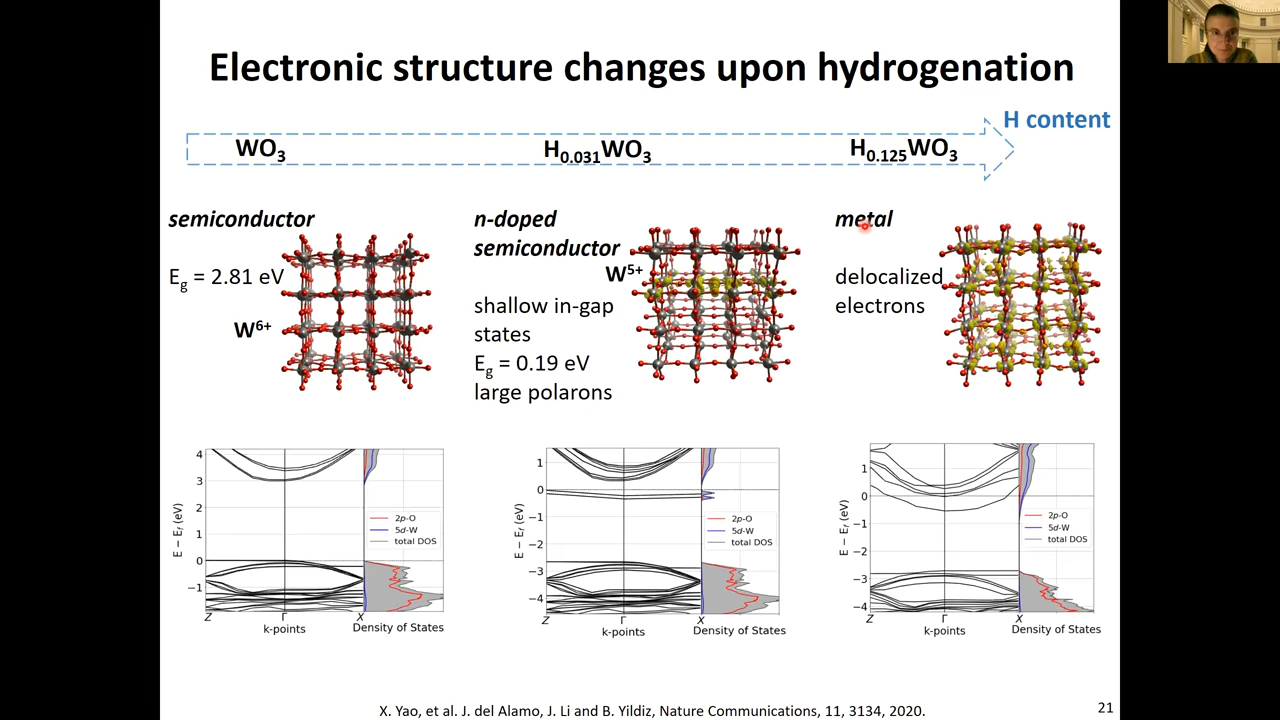 Electronic structure changes upon hydrogenation
H content
WO3
H0.031WO3
H0.125WO3
semiconductor
Eg = 2.81 eV
W6+
n-doped
semiconductor
W5+
shallow in-gap
states
Eg = 0.19 eV
large polarons
metal
delocalized
electrons
4
3
2
1
0
−1
E − Ef (eV)
2p-O
5d-W
total DOS
Z
Γ
X
k-points
Density of States
1
0
−1
−2
−3
−4
E − Ef (eV)
2p-O
5d-W
total DOS
Z
Γ
X
k-points
Density of States
1
0
−1
−2
−3
−4
E − Ef (eV)
2p-O
5d-W
total DOS
Z
Γ
X
k-points
Density of States
X. Yao, et al. J. del Alamo, J. Li and B. Yildiz, Nature Communications, 11, 3134, 2020.
21